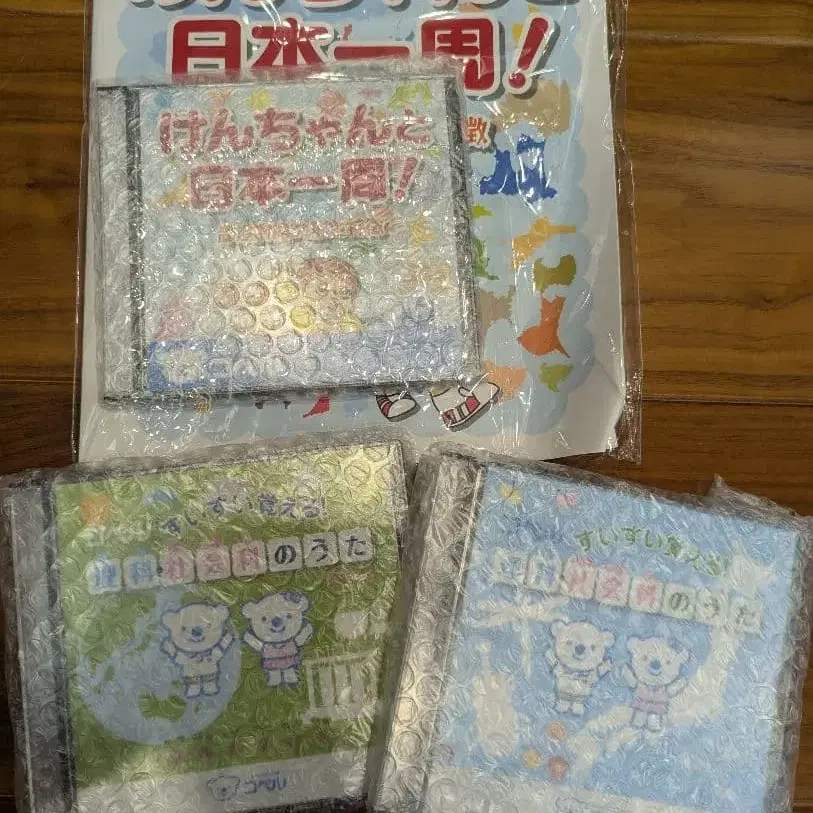 日本一周!
数
けんちゃんと
日本一周!
すいすい覚える!
理科社会科のうた
コペル
すいすい覚える!
理科社会科のうた